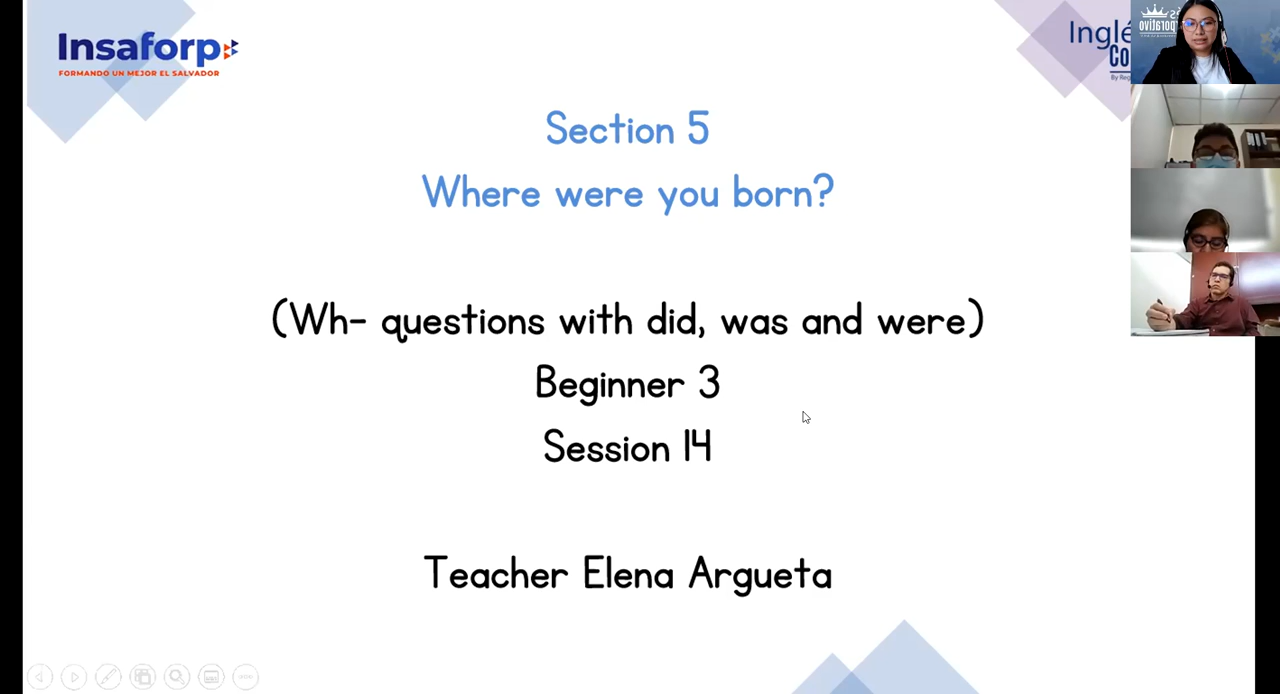 Insaforp
FORMANDO UN MEJOR EL SALVADOR
Section 5
Where were you born?
(Wh- questions with did, was and were)
Beginner 3
Session 14
Teacher Elena Argueta